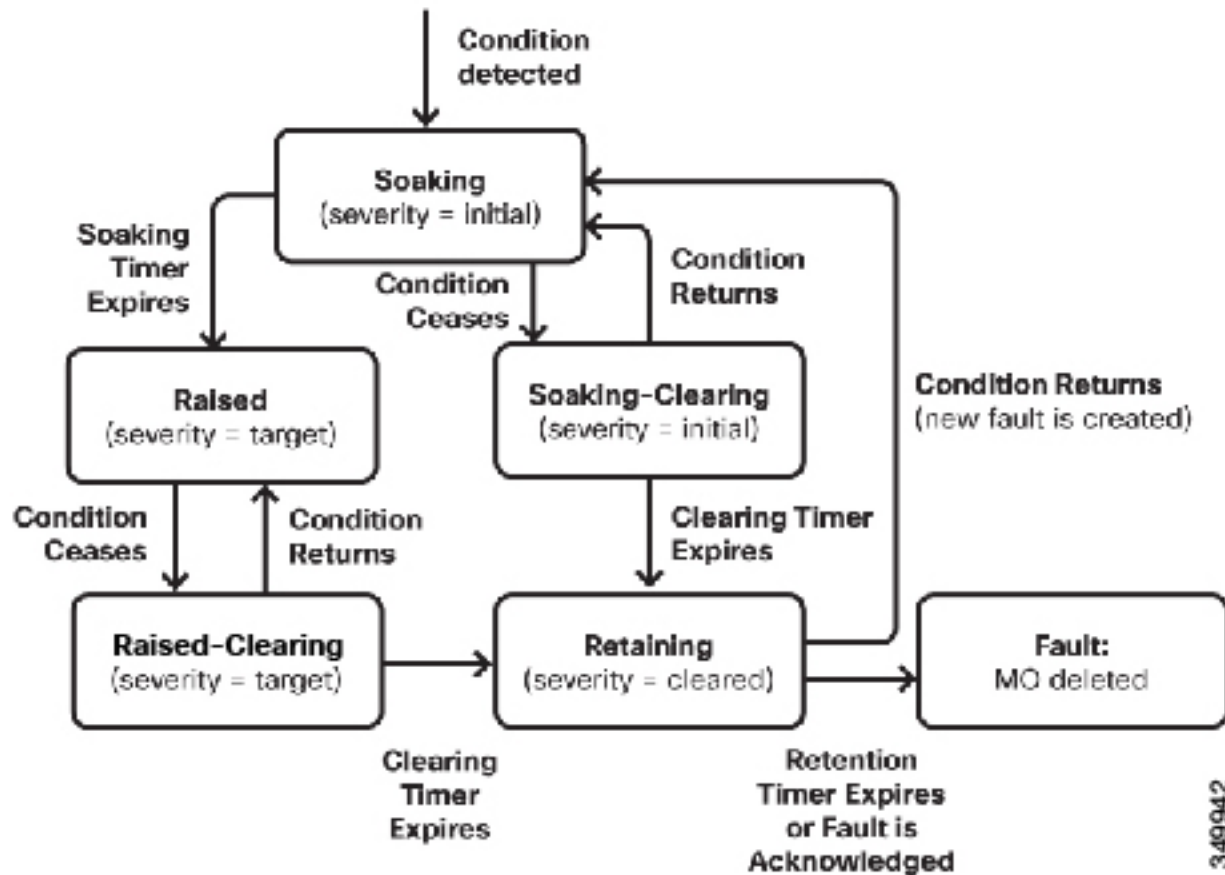 Condition
detected
Soaking
(severity = initial)
Soaking
Timer
Expires
Condition
Ceases
Condition
Returns
Raised
(severity = target)
Soaking-Clearing
(severity = initial)
Condition Returns
(new fault is created)
Condition
Ceases
Condition
Returns
Clearing Timer
Expires
Raised-Clearing
(severity = target)
Retaining
(severity = cleared)
Fault:
MO deleted
Clearing
Timer
Expires
Retention
Timer Expires
or Fault is
Acknowledged
349942